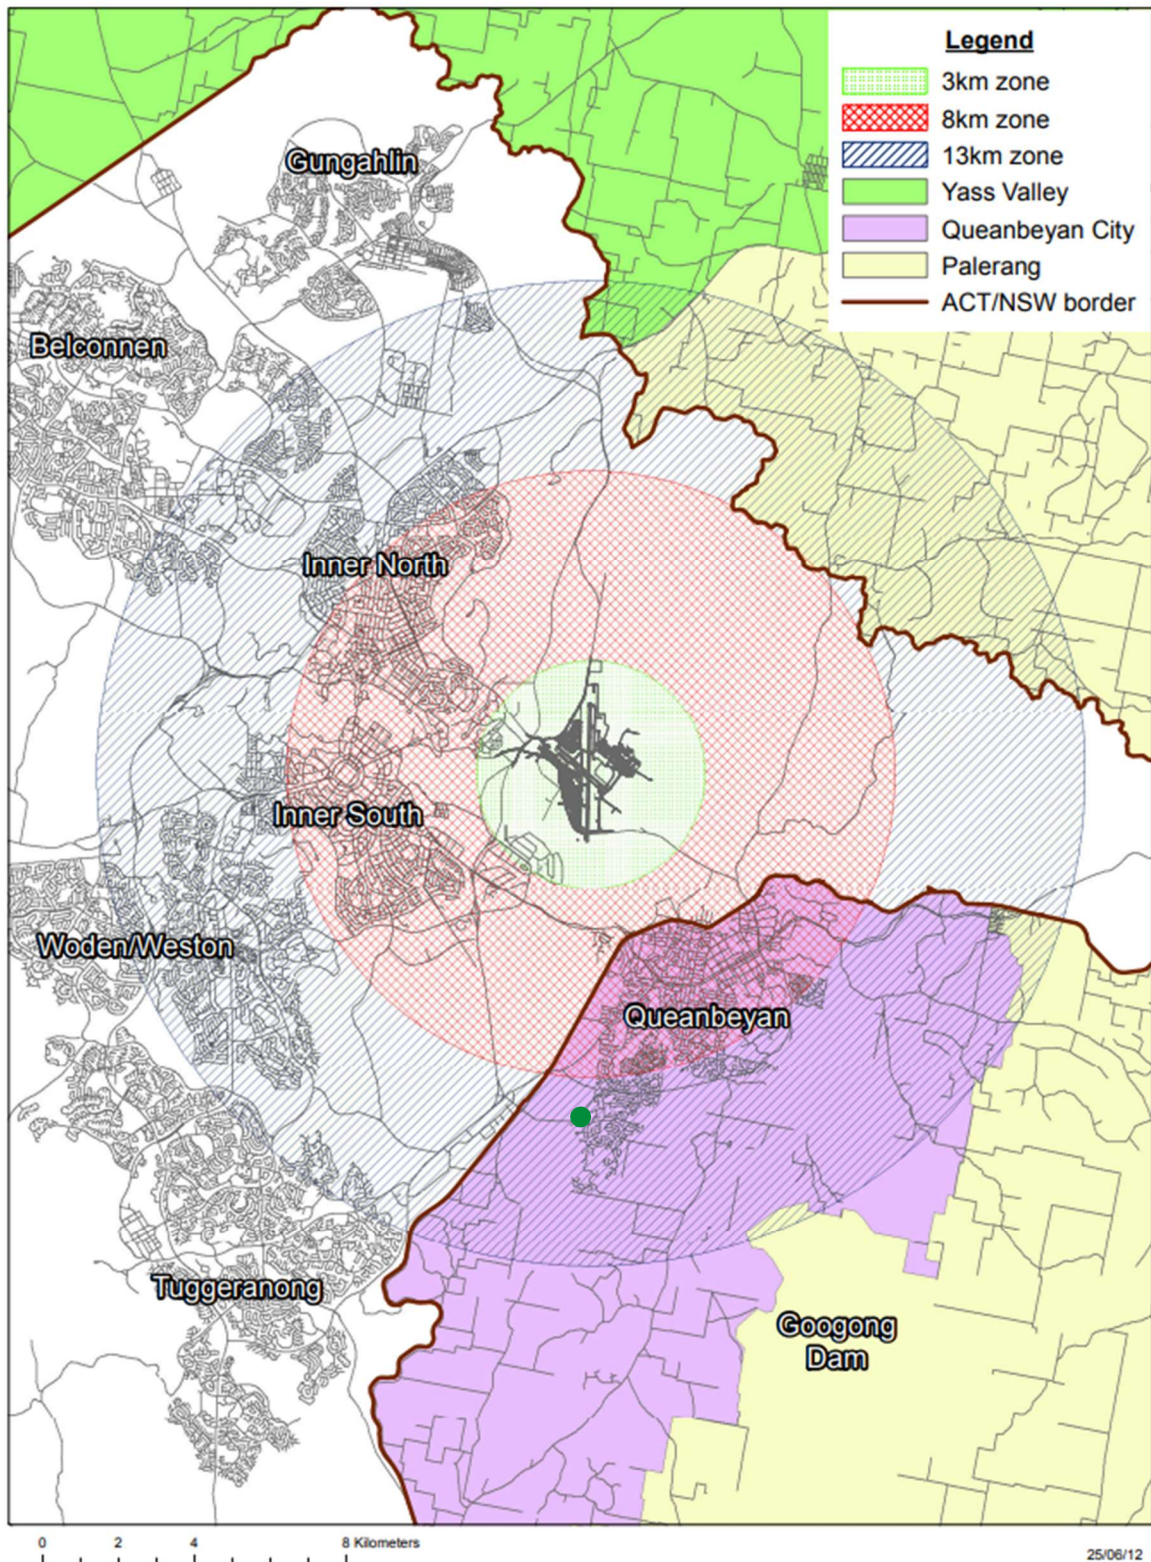 Legend
3km zone
8km zone
13km zone
Yass Valley
Queanbeyan City
Palerang
ACT/NSW border
Gungahlin
Belconnen
Inner North
Inner South
Woden/Weston
Queanbeyan
Tuggeranong
Googong
Dam
0 2 4 8 Kilometers
25/06/12